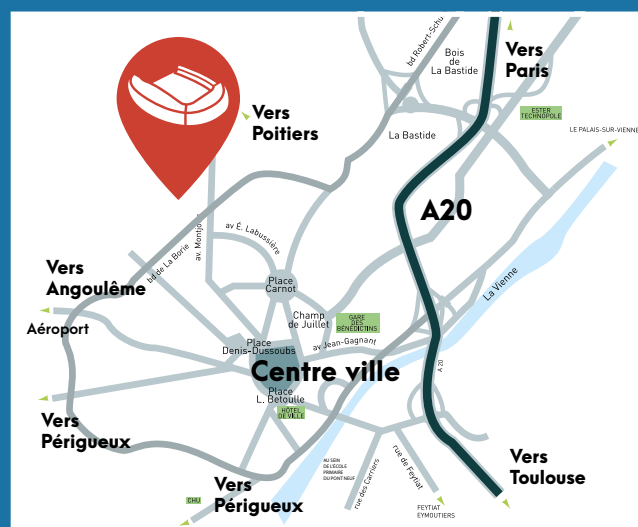 bd Robert-Schu
Bois
de
La Bastide
Vers
Paris
ESTER
TECHNOPOLE
LE PALAIS-SUR-VIENNE
Vers
Poitiers
La Bastide
A20
av. Montjovis
av É. Labussière
bd de La Borie
Vers
Angoulême
Aéroport
Place
Carnot
La Vienne
Champ
de Juillet
GARE
DES
BÉNÉDICTINS
Place
Denis-Dussoubs
av Jean-Gagnant
A 20
Centre ville
Place
L. Betoulle
HÔTEL
DE VILLE
Vers
Périgueux
AU SEIN
DE L'ÉCOLE
PRIMAIRE
DU PONT NEUF
rue des Carriers
rue de Feytiat
Vers
Toulouse
Vers
Périgueux
CHU
FEYTIAT
EYMOUTIERS